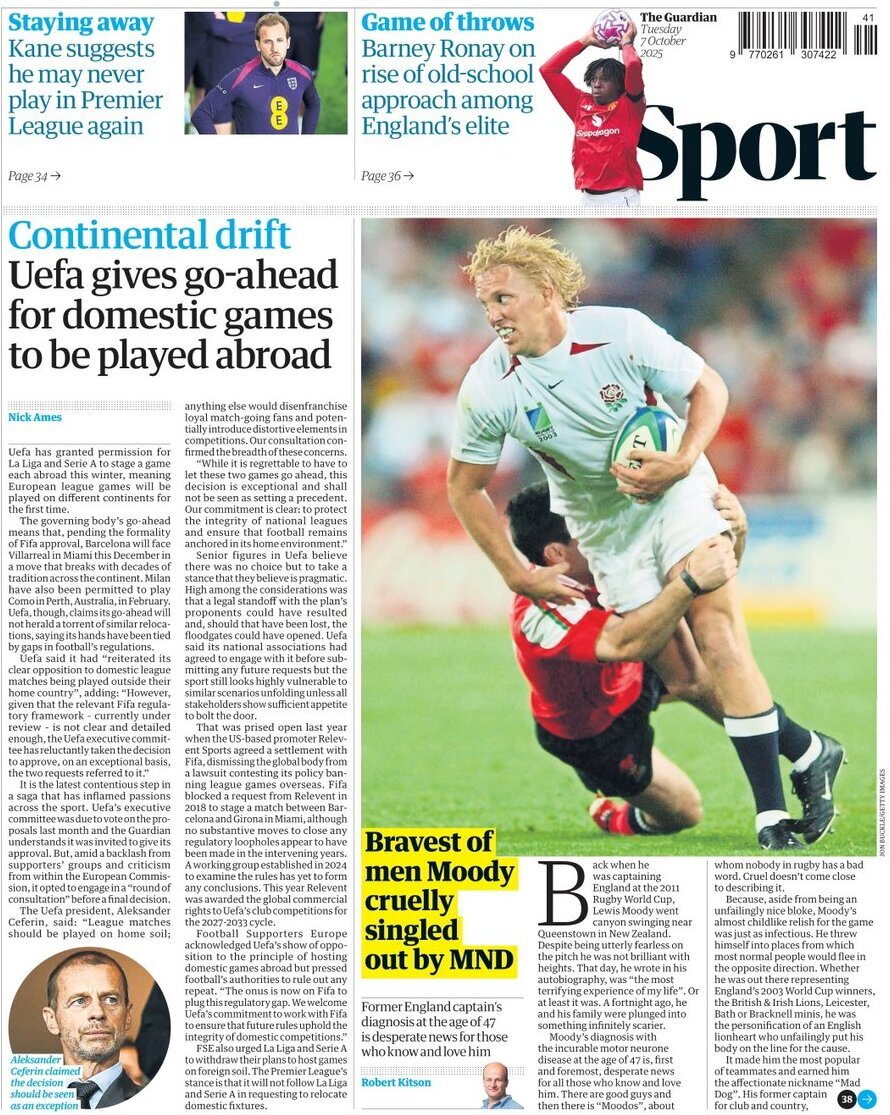 Staying away
Kane suggests
he may never
play in Premier
League again
Page 34 →
Game of throws
Barney Ronay on
rise of old-school
approach among
England's elite
Page 36 →
The Guardian
Tuesday
7 October
2025
41
9 770261 307422
Sport
Continental drift
Uefa gives go-ahead
for domestic games
to be played abroad
Nick Ames
Uefa has granted permission for
La Liga and Serie A to stage a game
each abroad this winter, meaning
European league games will be
played on different continents for
the first time.
The governing body's go-ahead
means that, pending the formality
of Fifa approval, Barcelona will face
Villarreal in Miami this December in
a move that breaks with decades of
tradition across the continent. Milan
have also been permitted to play
Como in Perth, Australia, in February.
Uefa, though, claims its go-ahead will
not herald a torrent of similar reloca-
tions, saying its hands have been tied
by gaps in football's regulations.
Uefa said it had "reiterated its
clear opposition to domestic league
matches being played outside their
home country", adding: "However,
given that the relevant Fifa regula-
tory framework – currently under
review – is not clear and detailed
enough, the Uefa executive commit-
tee has reluctantly taken the decision
to approve, on an exceptional basis,
the two requests referred to it."
It is the latest contentious step in
a saga that has inflamed passions
across the sport. Uefa's executive
committee was due to vote on the pro-
posals last month and the Guardian
understands it was invited to give its
approval. But, amid a backlash from
supporters' groups and criticism
from within the European Commis-
sion, it opted to engage in a "round of
consultation" before a final decision.
The Uefa president, Aleksander
Ceferin, said: "League matches
should be played on home soil;
anything else would disenfranchise
loyal match-going fans and poten-
tially introduce distortive elements in
competitions. Our consultation con-
firmed the breadth of these concerns.
"While it is regrettable to have to
let these two games go ahead, this
decision is exceptional and shall
not be seen as setting a precedent.
Our commitment is clear: to protect
the integrity of national leagues
and ensure that football remains
anchored in its home environment."
Senior figures in Uefa believe
there was no choice but to take a
stance that they believe is pragmatic.
High among the considerations was
that a legal standoff with the plan's
proponents could have resulted
and, should that have been lost, the
floodgates could have opened. Uefa
said its national associations had
agreed to engage with it before sub-
mitting any future requests but the
sport still looks highly vulnerable to
similar scenarios unfolding unless all
stakeholders show sufficient appetite
to bolt the door.
That was prised open last year
when the US-based promoter Relev-
ent Sports agreed a settlement with
Fifa, dismissing the global body from
a lawsuit contesting its policy ban-
ning league games overseas. Fifa
blocked a request from Relevent in
2018 to stage a match between Bar-
celona and Girona in Miami, although
no substantive moves to close any
regulatory loopholes appear to have
been made in the intervening years.
A working group established in 2024
to examine the rules has yet to form
any conclusions. This year Relevent
was awarded the global commercial
rights to Uefa's club competitions for
the 2027-2033 cycle.
Football Supporters Europe
acknowledged Uefa's show of oppo-
sition to the principle of hosting
domestic games abroad but pressed
football's authorities to rule out any
repeat. "The onus is now on Fifa to
plug this regulatory gap. We welcome
Uefa's commitment to work with Fifa
to ensure that future rules uphold the
integrity of domestic competitions."
FSE also urged La Liga and Serie A
to withdraw their plans to host games
on foreign soil. The Premier League's
stance is that it will not follow La Liga
and Serie A in requesting to relocate
domestic fixtures.
Aleksander
Ceferin claimed
the decision
should be seen
as an exception
JON BUCKLE/GETTY IMAGES
Bravest of
men Moody
cruelly
singled
out by MND
Former England captain's
diagnosis at the age of 47
is desperate news for those
who know and love him
Robert Kitson
Back when he
was captaining
England at the 2011
Rugby World Cup,
Lewis Moody went
canyon swinging near
Queenstown in New Zealand.
Despite being utterly fearless on
the pitch he was not brilliant with
heights. That day, he wrote in his
autobiography, was "the most
terrifying experience of my life". Or
at least it was. A fortnight ago, he
and his family were plunged into
something infinitely scarier.
Moody's diagnosis with
the incurable motor neurone
disease at the age of 47 is, first
and foremost, desperate news
for all those who know and love
him. There are good guys and
then there is "Moodos", about
whom nobody in rugby has a bad
word. Cruel doesn't come close
to describing it.
Because, aside from being an
unfailingly nice bloke, Moody's
almost childlike relish for the game
was just as infectious. He threw
himself into places from which
most normal people would flee in
the opposite direction. Whether
he was out there representing
England's 2003 World Cup winners,
the British & Irish Lions, Leicester,
Bath or Bracknell minis, he was
the personification of an English
lionheart who unfailingly put his
body on the line for the cause.
It made him the most popular
of teammates and earned him
the affectionate nickname "Mad
Dog". His former captain
for club and country,
38 →
Snapdragon
RUGBY
2003